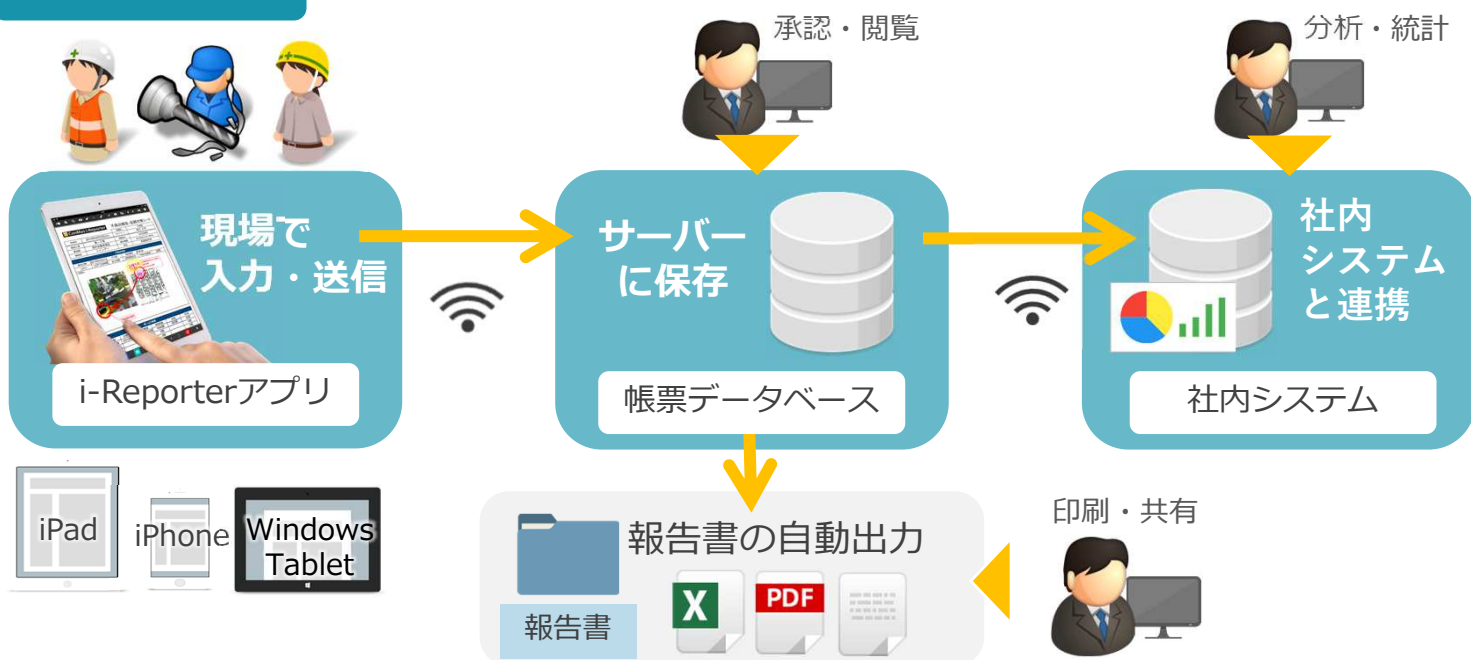 承認・閲覧
分析・統計
現場で
入力・送信
サーバー
に保存
社内
システム
と連携
i-Reporterアプリ
帳票データベース
社内システム
iPad
iPhone
Windows
Tablet
報告書の自動出力
印刷・共有
X
PDF
報告書